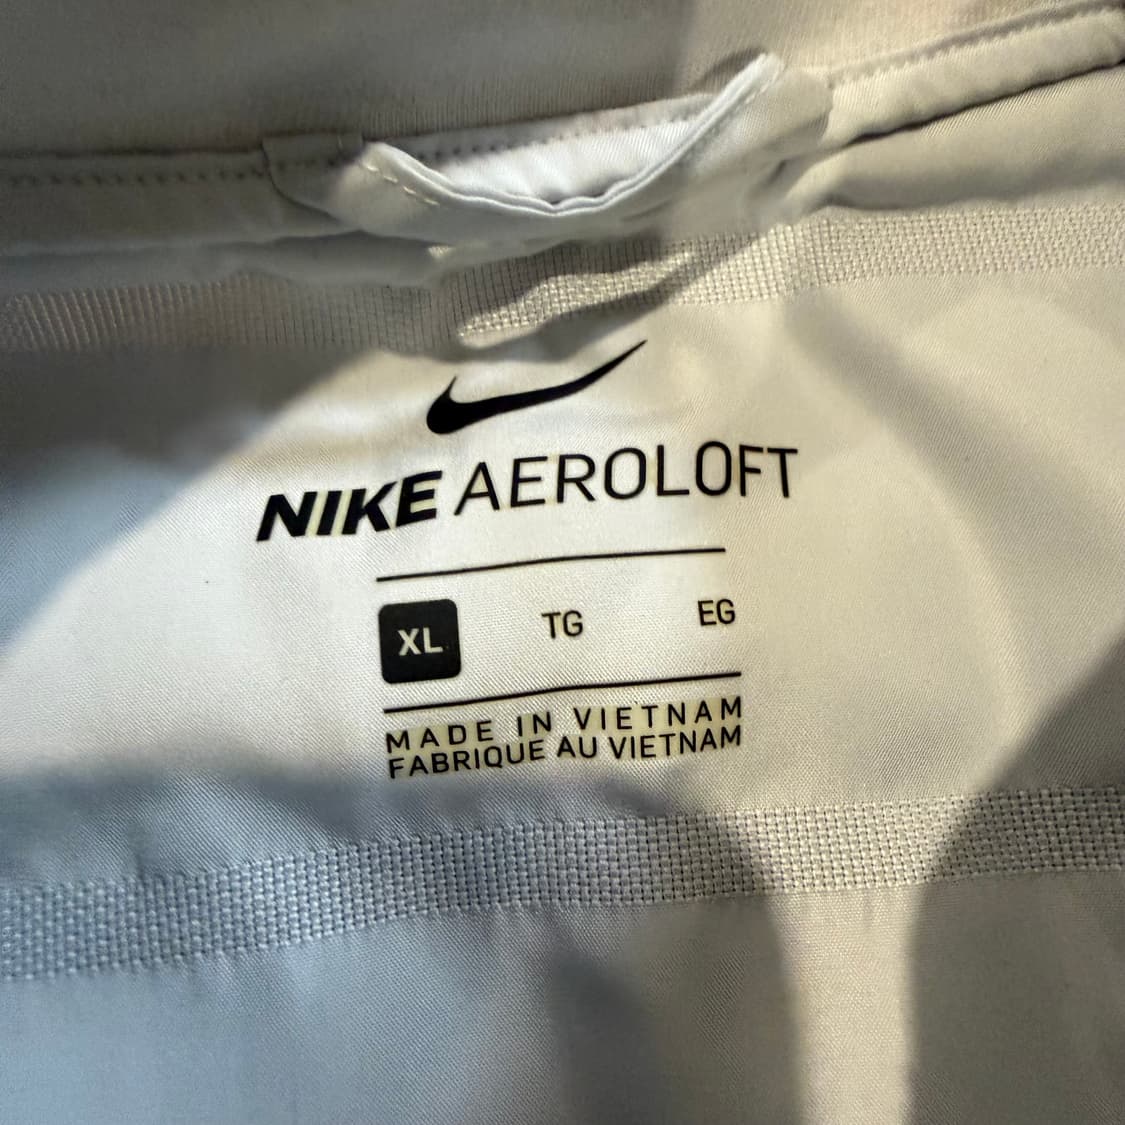 NIKE AEROLOFT
XL TG EG
MADE IN VIETNAM
FABRIQUE AU VIETNAM